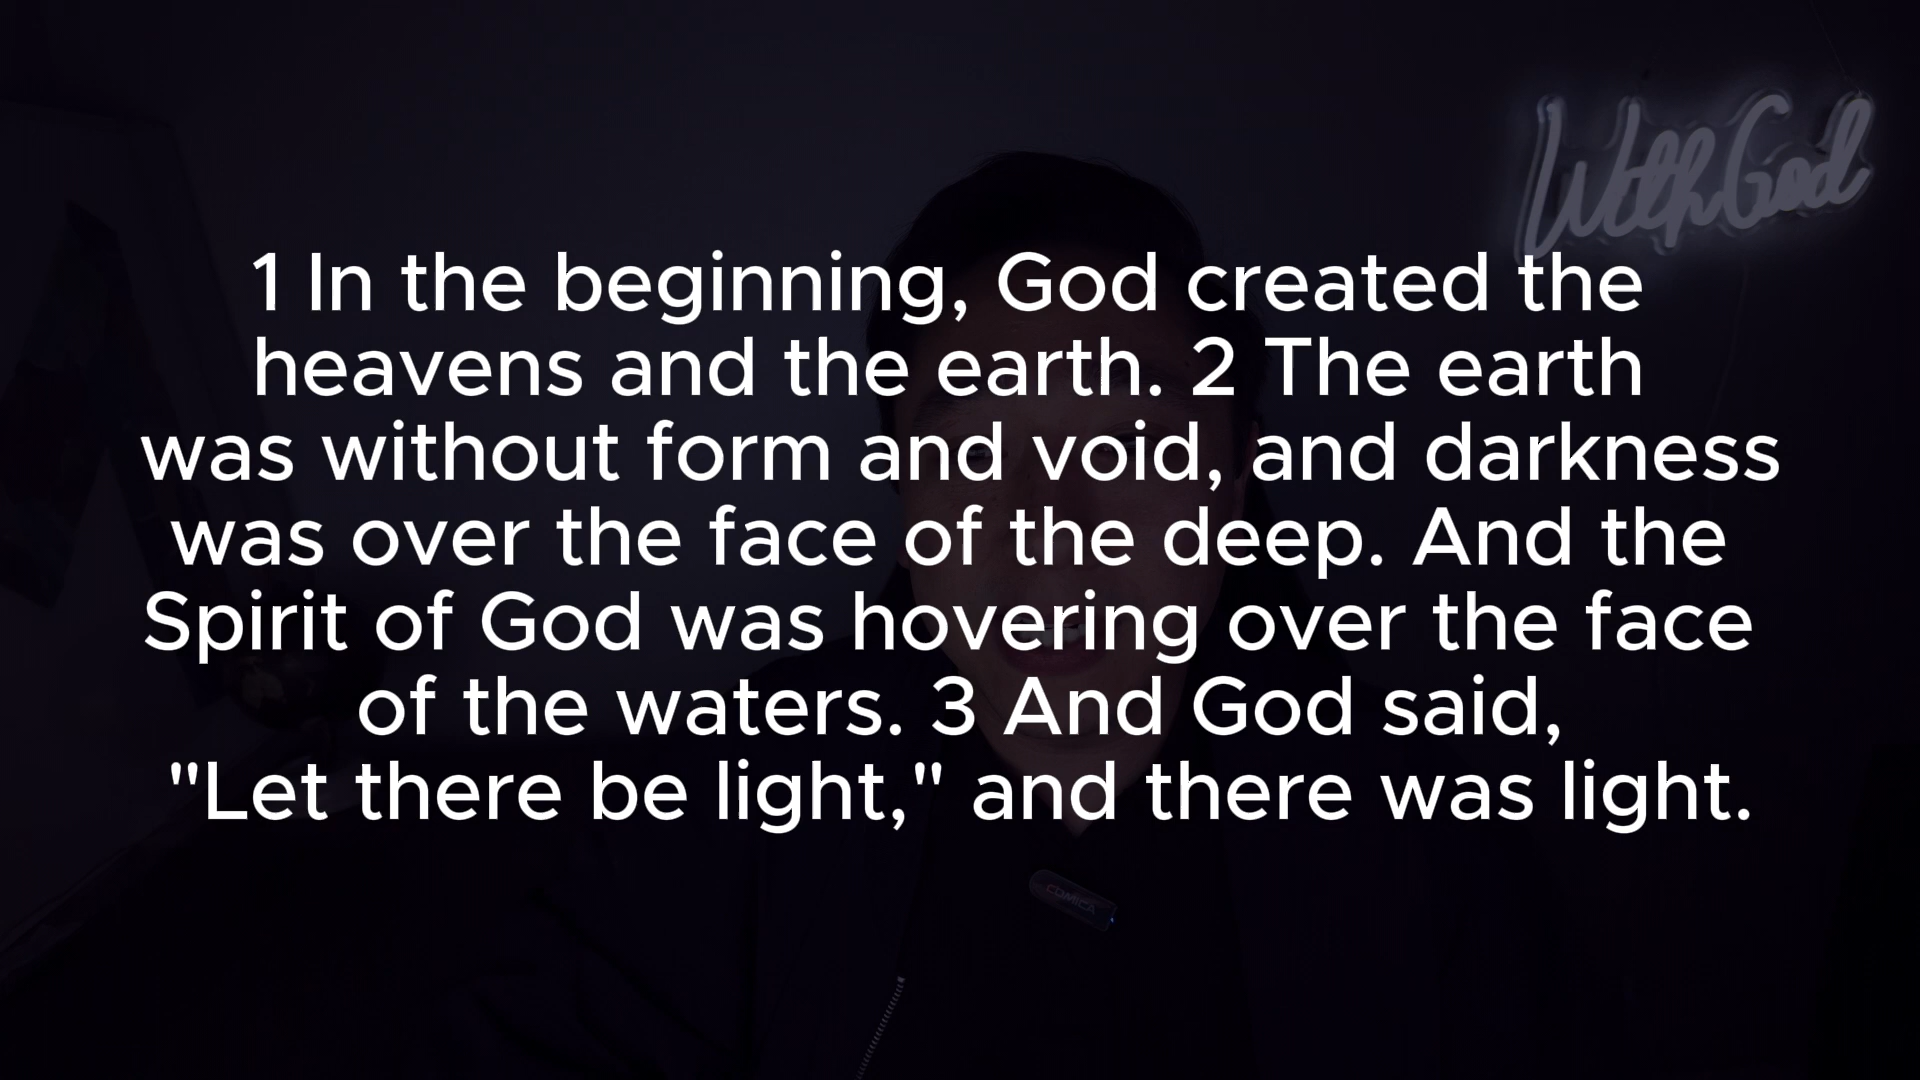 With God
1 In the beginning, God created the
heavens and the earth. 2 The earth
was without form and void, and darkness
was over the face of the deep. And the
Spirit of God was hovering over the face
of the waters. 3 And God said,
"Let there be light," and there was light.
COMICA